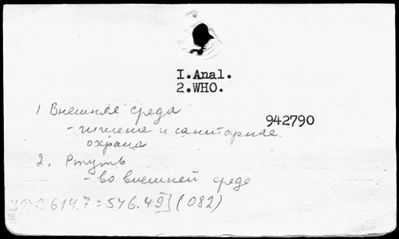 I.Anal.
2.WHO.
1 Внешняя среда
942790
- гигиена и санитарная
охрана
2. Ртуть
- во внешней среде
614.7:546.49](082)